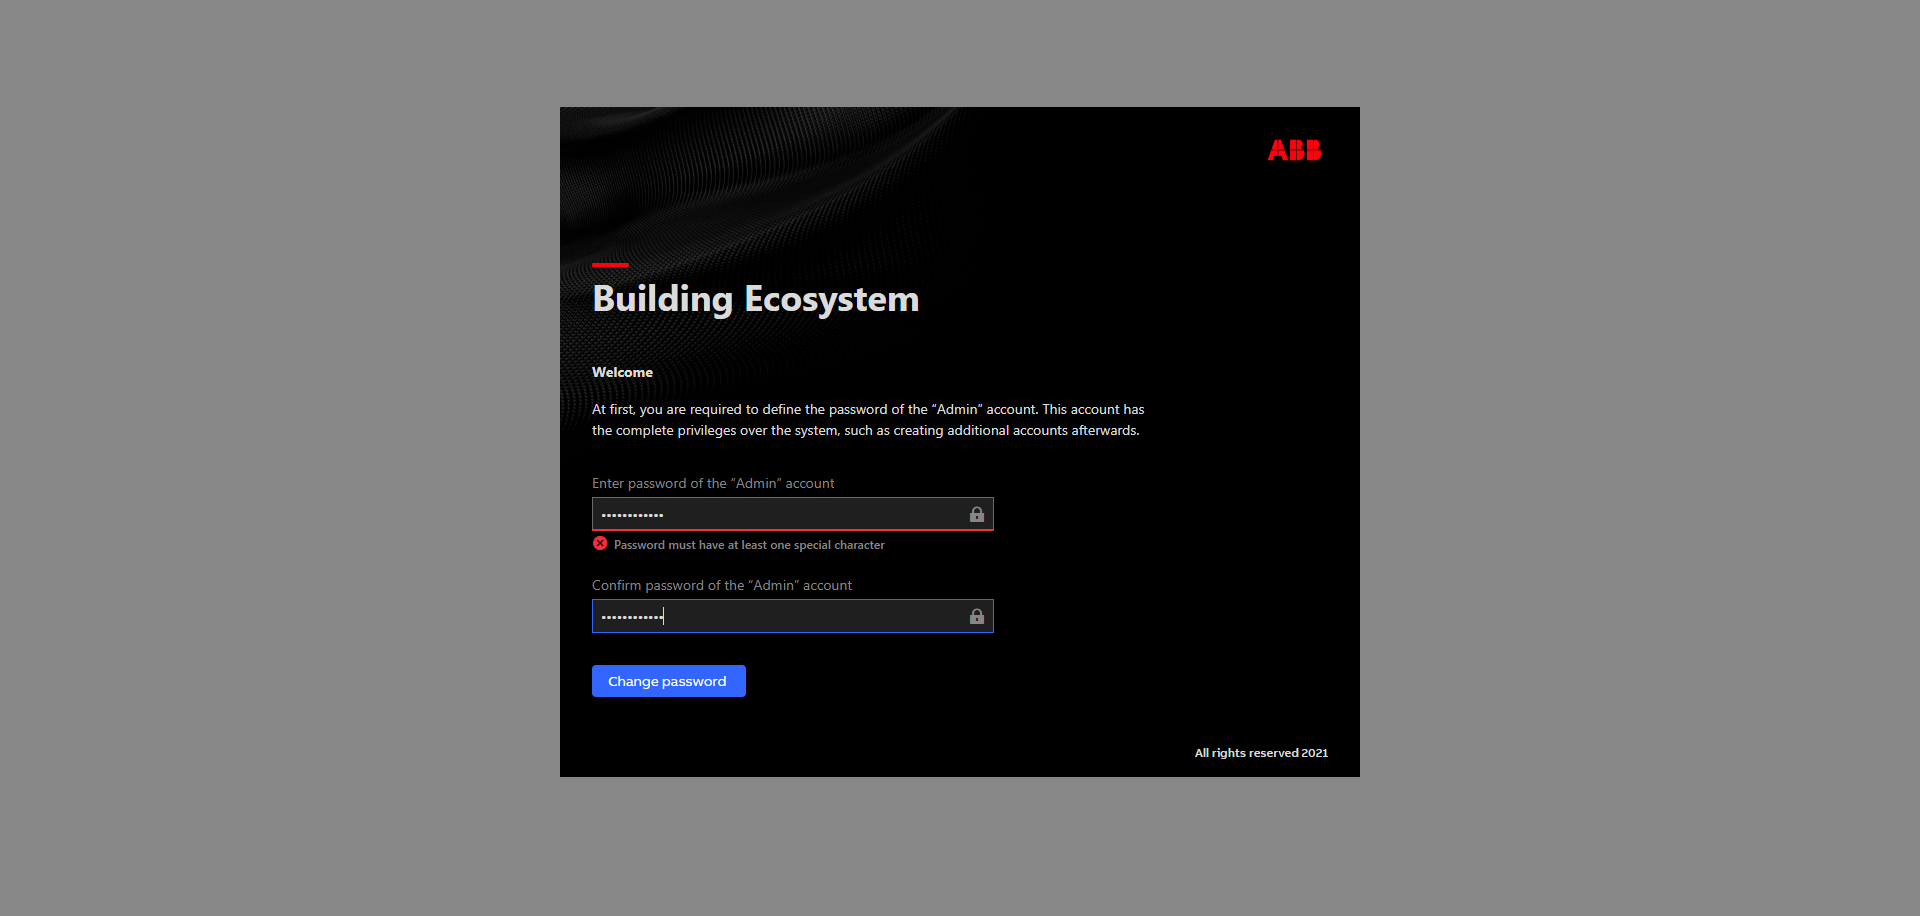 ABB
Building Ecosystem
Welcome
At first, you are required to define the password of the “Admin” account. This account has
the complete privileges over the system, such as creating additional accounts afterwards.
Enter password of the “Admin” account
••••••••••••
Password must have at least one special character
Confirm password of the “Admin” account
••••••••••••
Change password
All rights reserved 2021